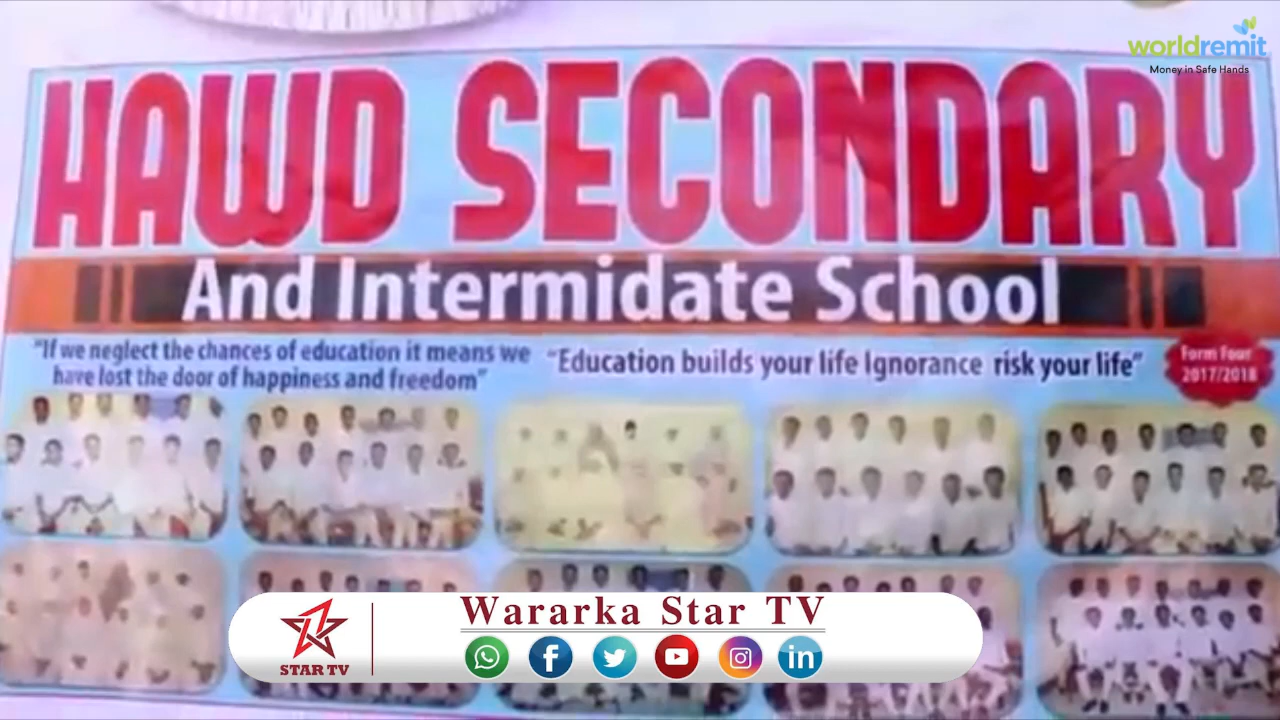 worldremit
Money in Safe Hands
HAWD SECONDARY
And Intermidate School
"If we neglect the chances of education it means we
have lost the door of happiness and freedom"
"Education builds your life Ignorance risk your life"
Form Four
2017/2018
Wararka Star TV
STAR TV